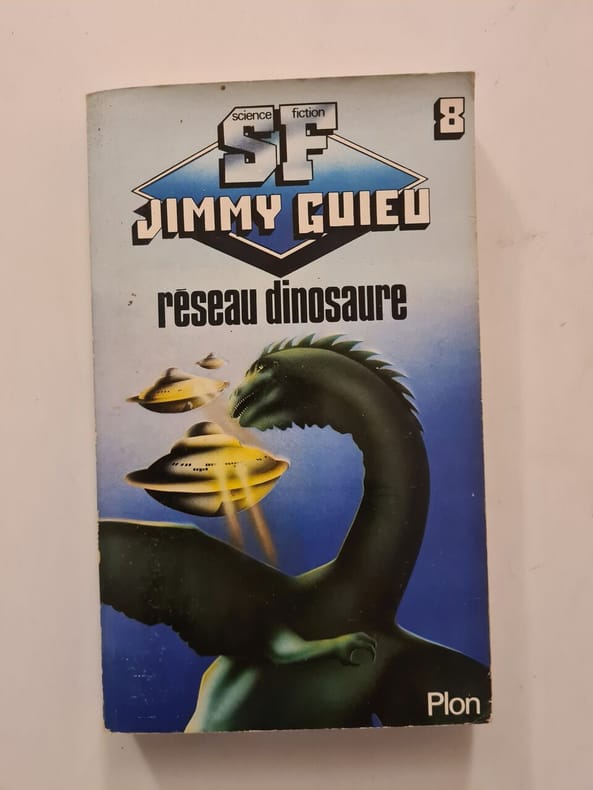 science fiction
SF
8
JIMMY GUIEU
réseau dinosaure
Plon